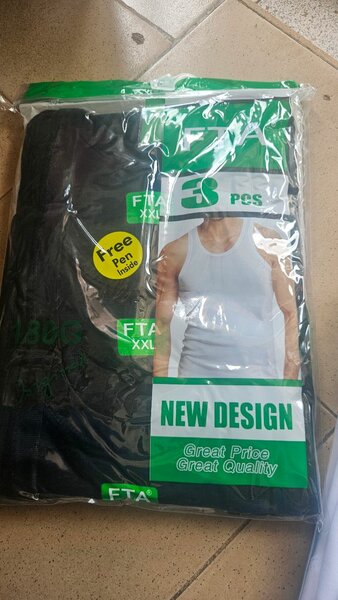 FTA
3 PCS
FTA
XXL
Free
Pen
Inside
FTA
XXL
NEW DESIGN
Great Price
Great Quality
FTA®